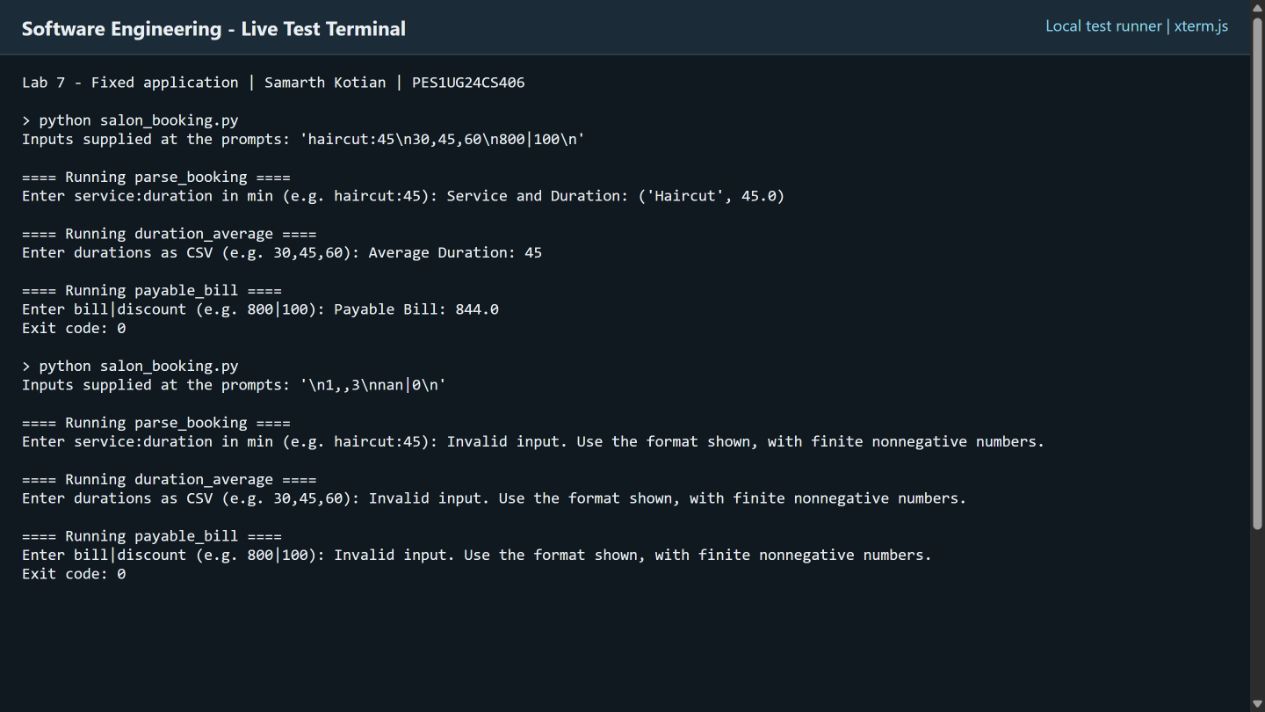 Software Engineering - Live Test Terminal
Local test runner | xterm.js
Lab 7 - Fixed application | Samarth Kotian | PES1UG24CS406
> python salon_booking.py
Inputs supplied at the prompts: 'haircut:45\n30,45,60\n800|100\n'
==== Running parse_booking ====
Enter service:duration in min (e.g. haircut:45): Service and Duration: ('Haircut', 45.0)
==== Running duration_average ====
Enter durations as CSV (e.g. 30,45,60): Average Duration: 45
==== Running payable_bill ====
Enter bill|discount (e.g. 800|100): Payable Bill: 844.0
Exit code: 0
> python salon_booking.py
Inputs supplied at the prompts: '\n1,,3\nnan|0\n'
==== Running parse_booking ====
Enter service:duration in min (e.g. haircut:45): Invalid input. Use the format shown, with finite nonnegative numbers.
==== Running duration_average ====
Enter durations as CSV (e.g. 30,45,60): Invalid input. Use the format shown, with finite nonnegative numbers.
==== Running payable_bill ====
Enter bill|discount (e.g. 800|100): Invalid input. Use the format shown, with finite nonnegative numbers.
Exit code: 0